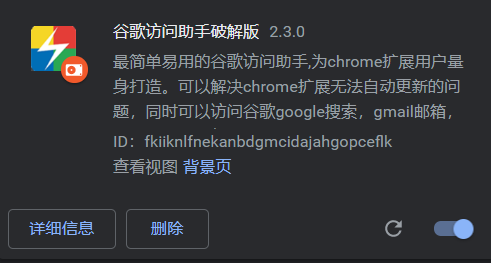 谷歌访问助手破解版 2.3.0
最简单易用的谷歌访问助手,为chrome扩展用户量
身打造。可以解决chrome扩展无法自动更新的问
题，同时可以访问谷歌google搜索，gmail邮箱，
ID：fkiiknlfnekanbdgmcidajahgopceflk
查看视图 背景页
详细信息 删除